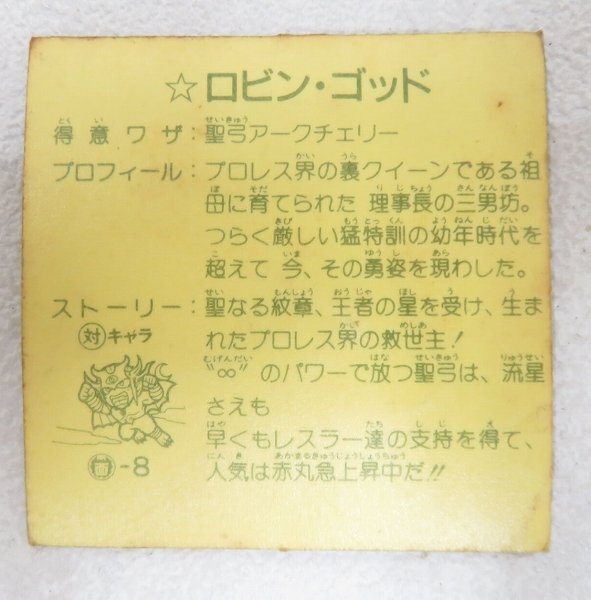 ☆ロビン・ゴッド
得意ワザ:聖弓アークチェリー
プロフィール:プロレス界の裏クイーンである祖
母に育てられた 理事長の三男坊。
つらく厳しい猛特訓の幼年時代を
超えて 今、その勇姿を現わした。
ストーリー:聖なる紋章、王者の星を受け、生ま
れたプロレス界の救世主!
"∞"のパワーで放つ聖弓は、流星
さえも
早くもレスラー達の支持を得て、
人気は赤丸急上昇中だ!!
対キャラ
-8